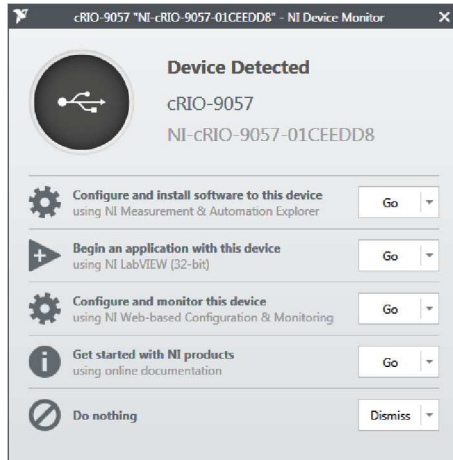 cRIO-9057 "NI-cRIO-9057-01CEEDD8" - NI Device Monitor
Device Detected
cRIO-9057
NI-cRIO-9057-01CEEDD8
Configure and install software to this device
using NI Measurement & Automation Explorer
Go
Begin an application with this device
using NI LabVIEW (32-bit)
Go
Configure and monitor this device
using NI Web-based Configuration & Monitoring
Go
Get started with NI products
using online documentation
Go
Do nothing
Dismiss